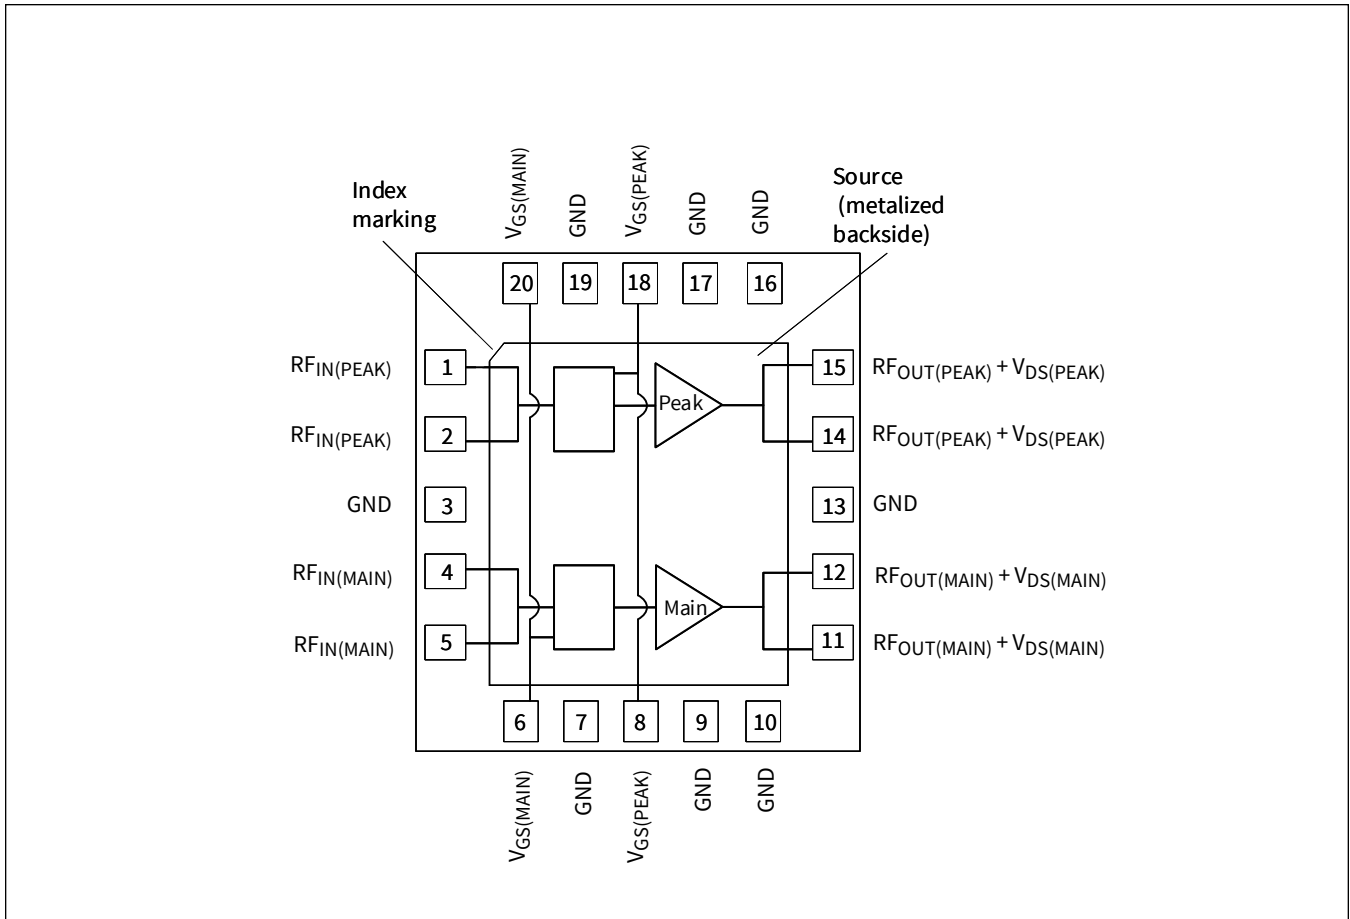 Index
marking
VGS(MAIN)
GND
VGS(PEAK)
GND
GND
Source
(metalized
backside)
20 19 18 17 16
RFIN(PEAK) 1
15 RFOUT(PEAK) + VDS(PEAK)
Peak
RFIN(PEAK) 2
14 RFOUT(PEAK) + VDS(PEAK)
GND 3
13 GND
RFIN(MAIN) 4
12 RFOUT(MAIN) + VDS(MAIN)
Main
RFIN(MAIN) 5
11 RFOUT(MAIN) + VDS(MAIN)
6 7 8 9 10
VGS(MAIN)
GND
VGS(PEAK)
GND
GND